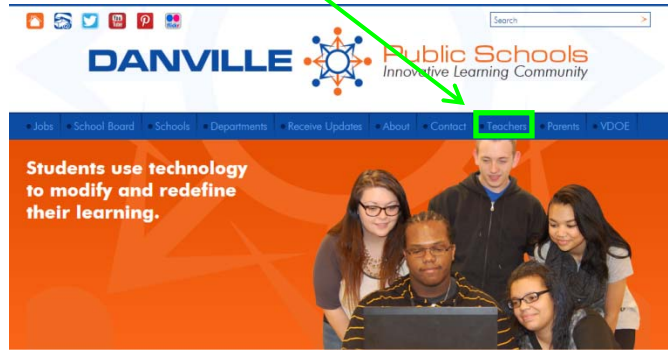 Search >
DANVILLE Public Schools
Innovative Learning Community
Jobs School Board Schools Departments Receive Updates About Contact Teachers Parents VDOE
Students use technology
to modify and redefine
their learning.